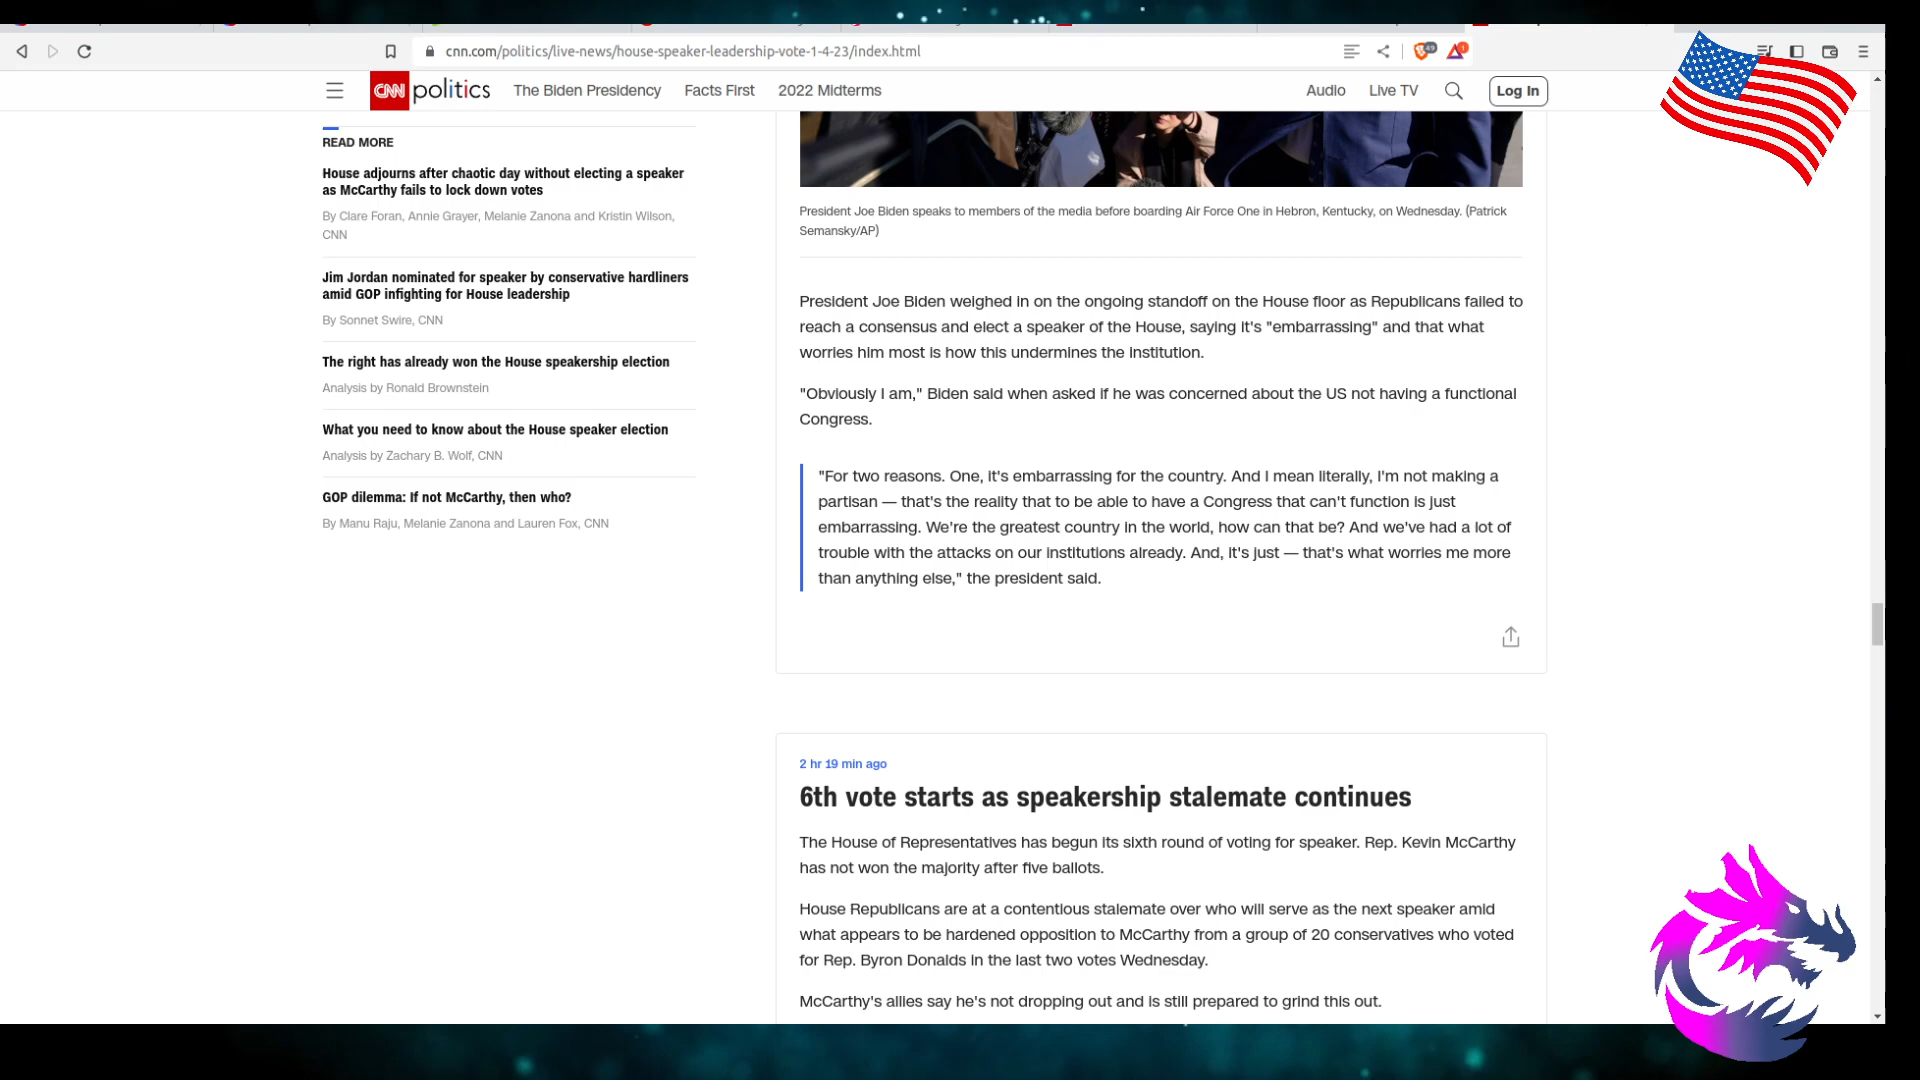 cnn.com/politics/live-news/house-speaker-leadership-vote-1-4-23/index.html
49
1
CNN politics
The Biden Presidency
Facts First
2022 Midterms
Audio
Live TV
Log In
READ MORE
House adjourns after chaotic day without electing a speaker
as McCarthy fails to lock down votes
By Clare Foran, Annie Grayer, Melanie Zanona and Kristin Wilson,
CNN
Jim Jordan nominated for speaker by conservative hardliners
amid GOP infighting for House leadership
By Sonnet Swire, CNN
The right has already won the House speakership election
Analysis by Ronald Brownstein
What you need to know about the House speaker election
Analysis by Zachary B. Wolf, CNN
GOP dilemma: If not McCarthy, then who?
By Manu Raju, Melanie Zanona and Lauren Fox, CNN
President Joe Biden speaks to members of the media before boarding Air Force One in Hebron, Kentucky, on Wednesday. (Patrick
Semansky/AP)
President Joe Biden weighed in on the ongoing standoff on the House floor as Republicans failed to
reach a consensus and elect a speaker of the House, saying it's "embarrassing" and that what
worries him most is how this undermines the institution.
"Obviously I am," Biden said when asked if he was concerned about the US not having a functional
Congress.
"For two reasons. One, it's embarrassing for the country. And I mean literally, I'm not making a
partisan — that's the reality that to be able to have a Congress that can't function is just
embarrassing. We're the greatest country in the world, how can that be? And we've had a lot of
trouble with the attacks on our institutions already. And, it's just — that's what worries me more
than anything else," the president said.
2 hr 19 min ago
6th vote starts as speakership stalemate continues
The House of Representatives has begun its sixth round of voting for speaker. Rep. Kevin McCarthy
has not won the majority after five ballots.
House Republicans are at a contentious stalemate over who will serve as the next speaker amid
what appears to be hardened opposition to McCarthy from a group of 20 conservatives who voted
for Rep. Byron Donalds in the last two votes Wednesday.
McCarthy's allies say he's not dropping out and is still prepared to grind this out.